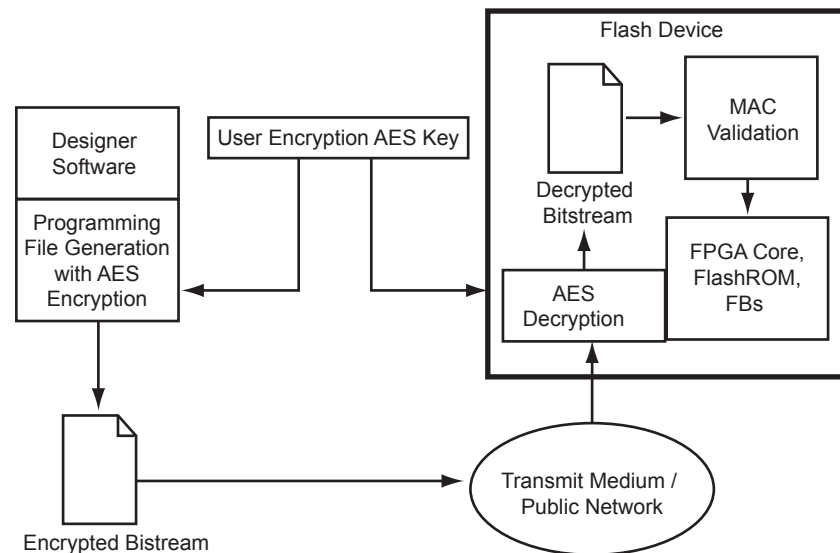 Flash Device
MAC
Validation
Designer
Software
User Encryption AES Key
Decrypted
Bitstream
Programming
File Generation
with AES
Encryption
FPGA Core,
FlashROM,
FBs
AES
Decryption
Transmit Medium /
Public Network
Encrypted Bistream